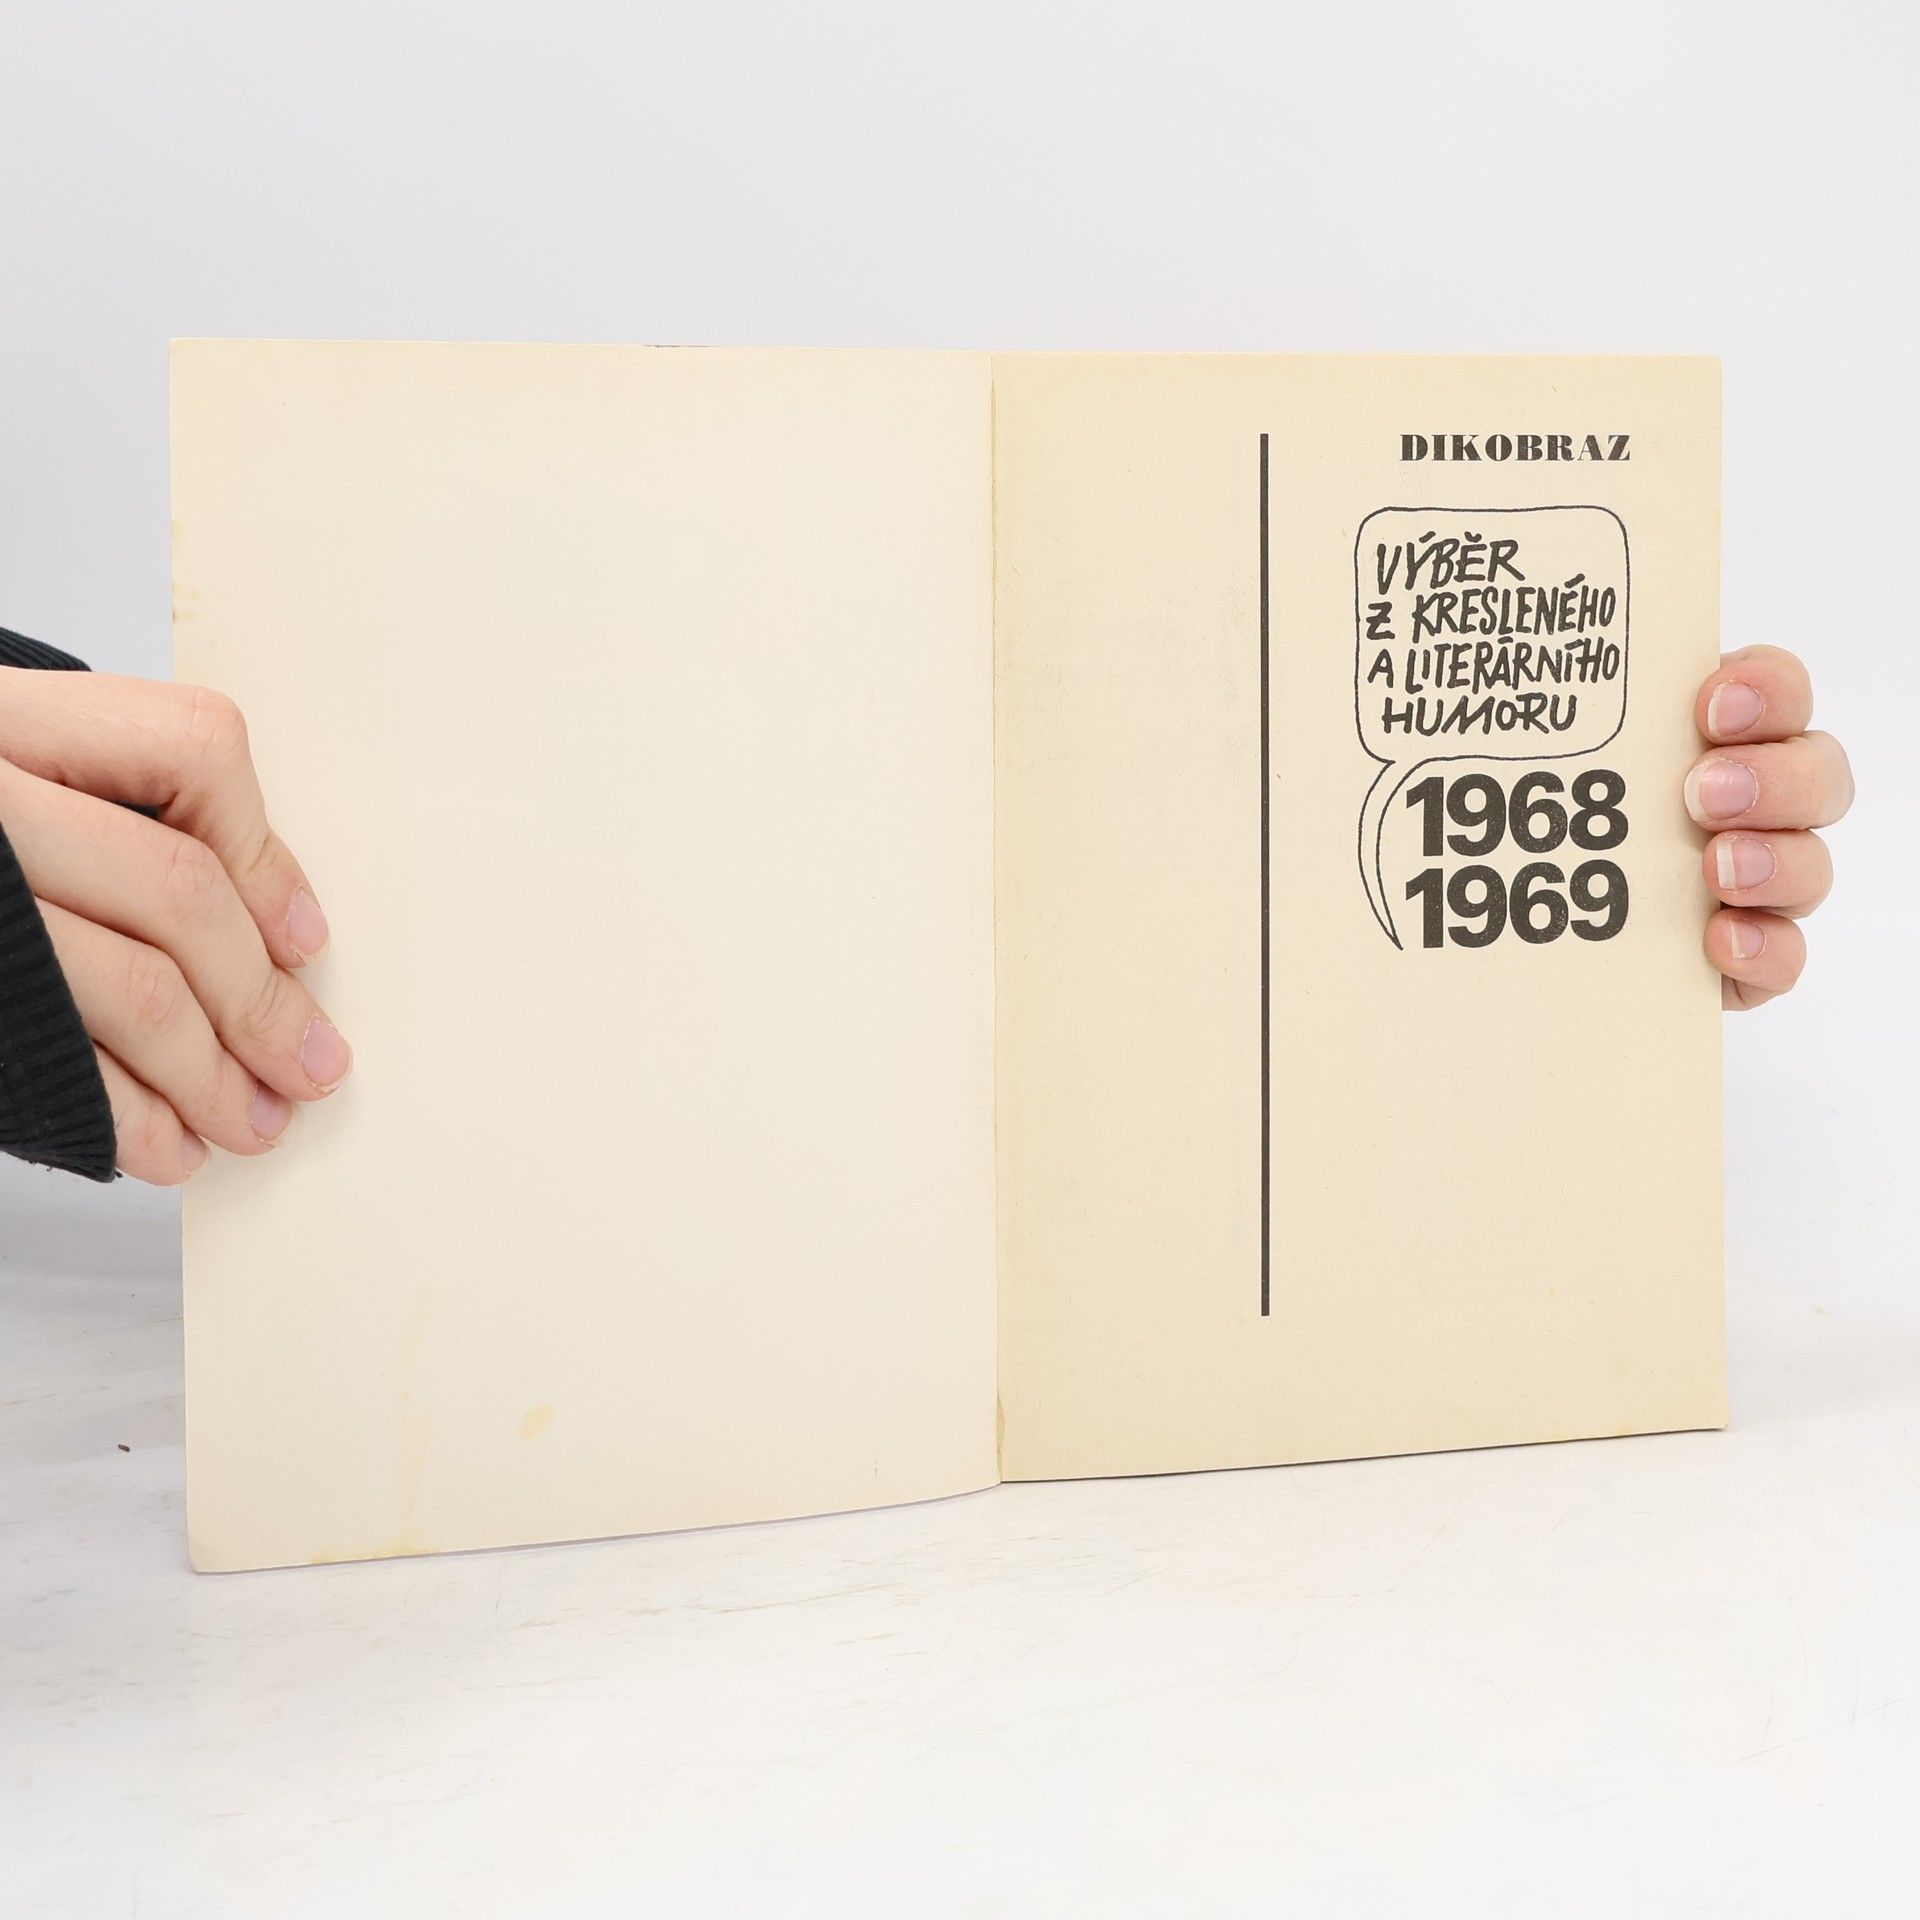 DIKOBRAZ
VÝBĚR
Z KRESLENÉHO
A LITERÁRNÍHO
HUMORU
1968
1969